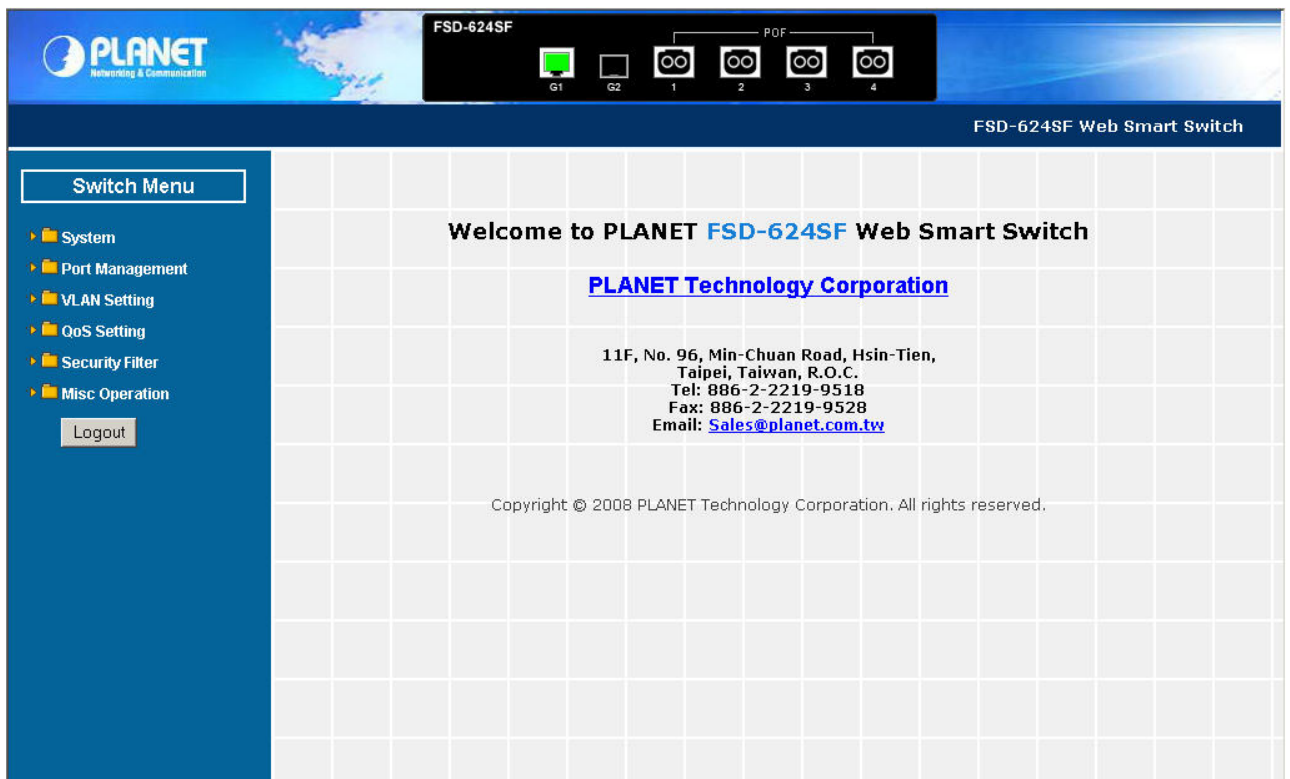 PLANET
Networking & Communication
FSD-624SF
POF
G1 G2 1 2 3 4
FSD-624SF Web Smart Switch
Switch Menu
System
Port Management
VLAN Setting
QoS Setting
Security Filter
Misc Operation
Logout
Welcome to PLANET FSD-624SF Web Smart Switch
PLANET Technology Corporation
11F, No. 96, Min-Chuan Road, Hsin-Tien,
Taipei, Taiwan, R.O.C.
Tel: 886-2-2219-9518
Fax: 886-2-2219-9528
Email: Sales@planet.com.tw
Copyright © 2008 PLANET Technology Corporation. All rights reserved.